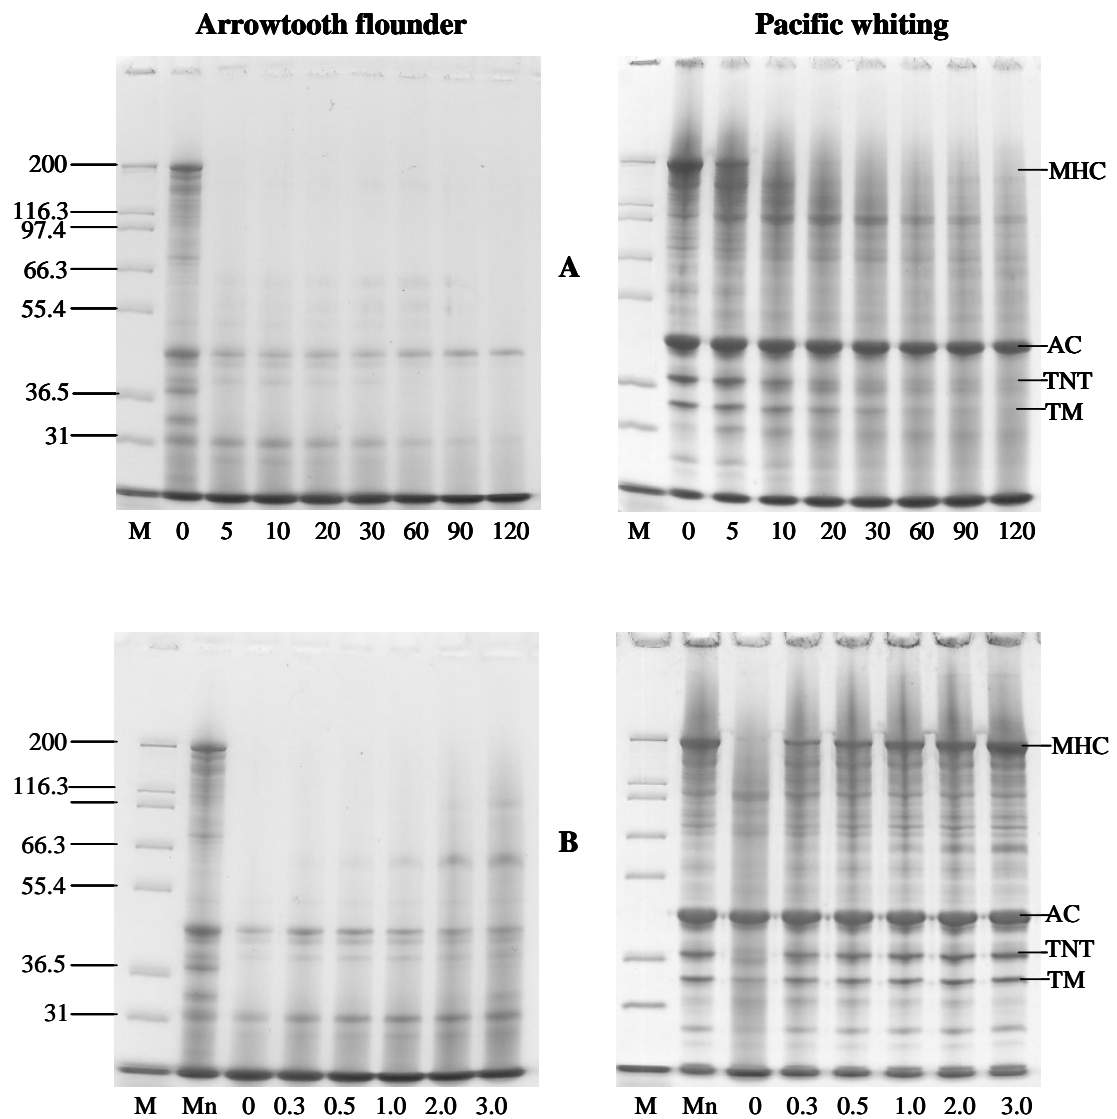 Arrowtooth flounder
Pacific whiting
200
116.3
97.4
66.3
55.4
36.5
31
A
MHC
AC
TNT
TM
M 0 5 10 20 30 60 90 120
M 0 5 10 20 30 60 90 120
200
116.3
66.3
55.4
36.5
31
B
MHC
AC
TNT
TM
M Mn 0 0.3 0.5 1.0 2.0 3.0
M Mn 0 0.3 0.5 1.0 2.0 3.0